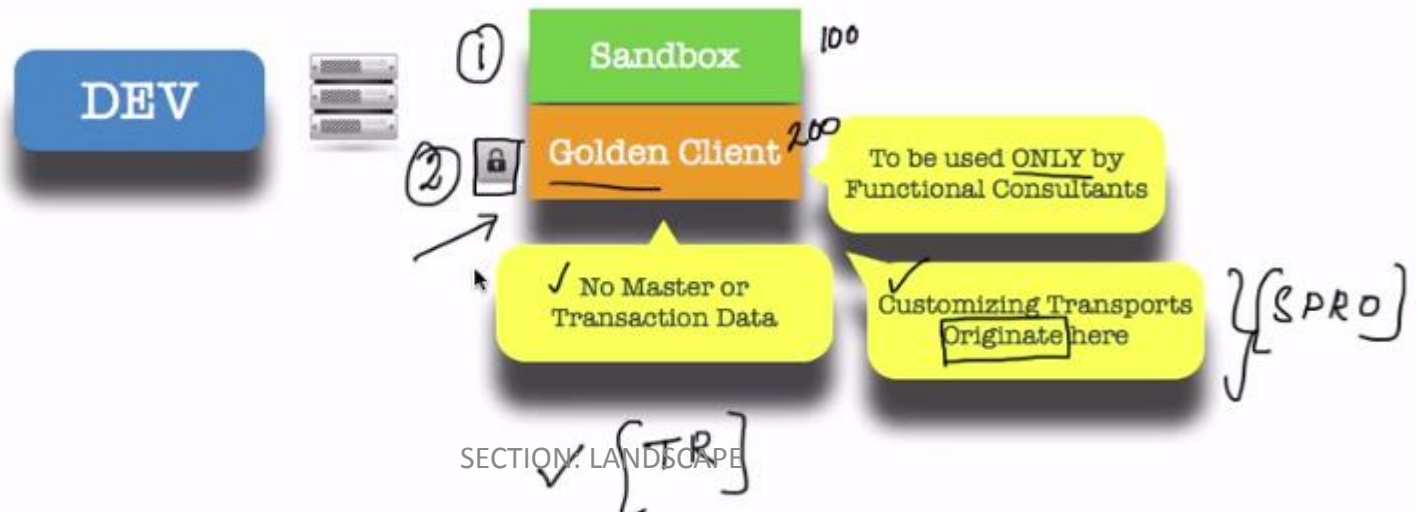 DEV
①
Sandbox
100
②
Golden Client
200
To be used ONLY by
Functional Consultants
No Master or
Transaction Data
Customizing Transports
Originate here
[SPRO]
SECTION: LANDSCAPE
[TR]